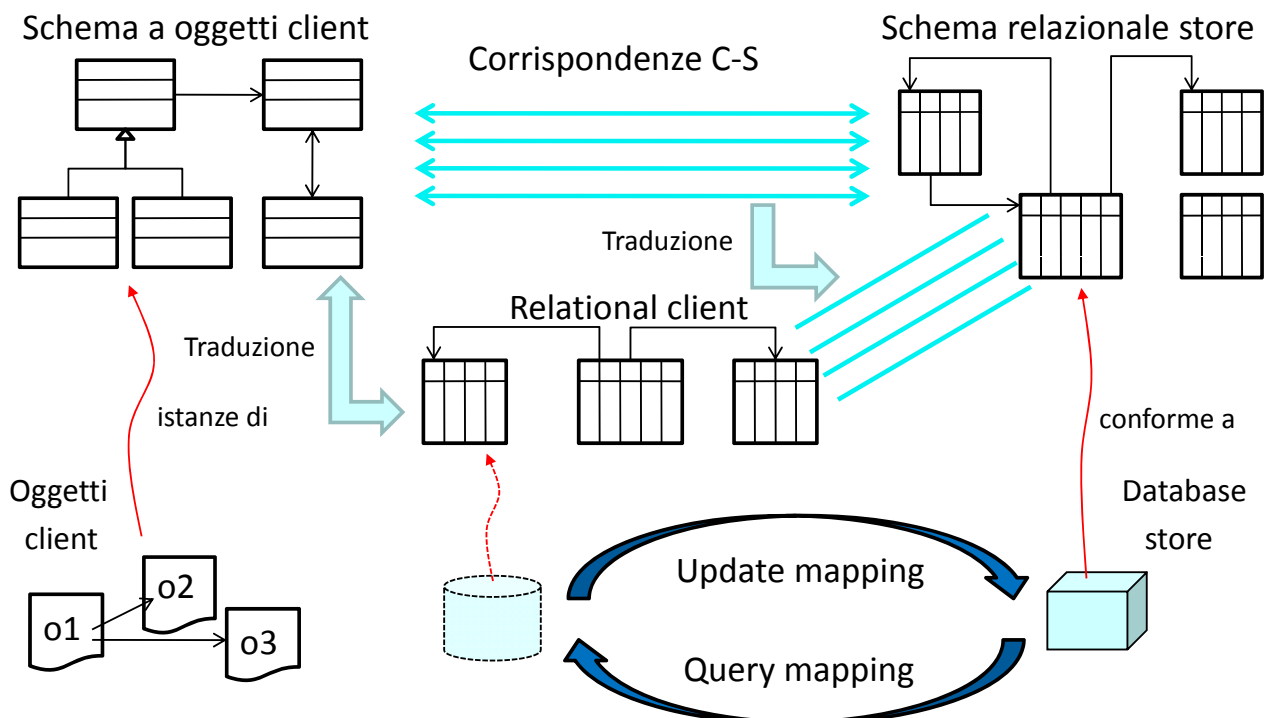 Schema a oggetti client
Corrispondenze C-S
Schema relazionale store
Traduzione
Relational client
Traduzione
istanze di
conforme a
Oggetti
client
Database
store
Update mapping
Query mapping
o1
o2
o3